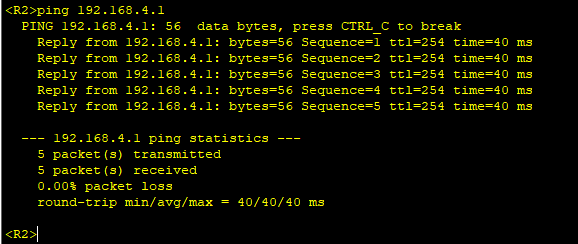 <R2>ping 192.168.4.1
PING 192.168.4.1: 56 data bytes, press CTRL_C to break
Reply from 192.168.4.1: bytes=56 Sequence=1 ttl=254 time=40 ms
Reply from 192.168.4.1: bytes=56 Sequence=2 ttl=254 time=40 ms
Reply from 192.168.4.1: bytes=56 Sequence=3 ttl=254 time=40 ms
Reply from 192.168.4.1: bytes=56 Sequence=4 ttl=254 time=40 ms
Reply from 192.168.4.1: bytes=56 Sequence=5 ttl=254 time=40 ms
--- 192.168.4.1 ping statistics ---
5 packet(s) transmitted
5 packet(s) received
0.00% packet loss
round-trip min/avg/max = 40/40/40 ms
<R2>